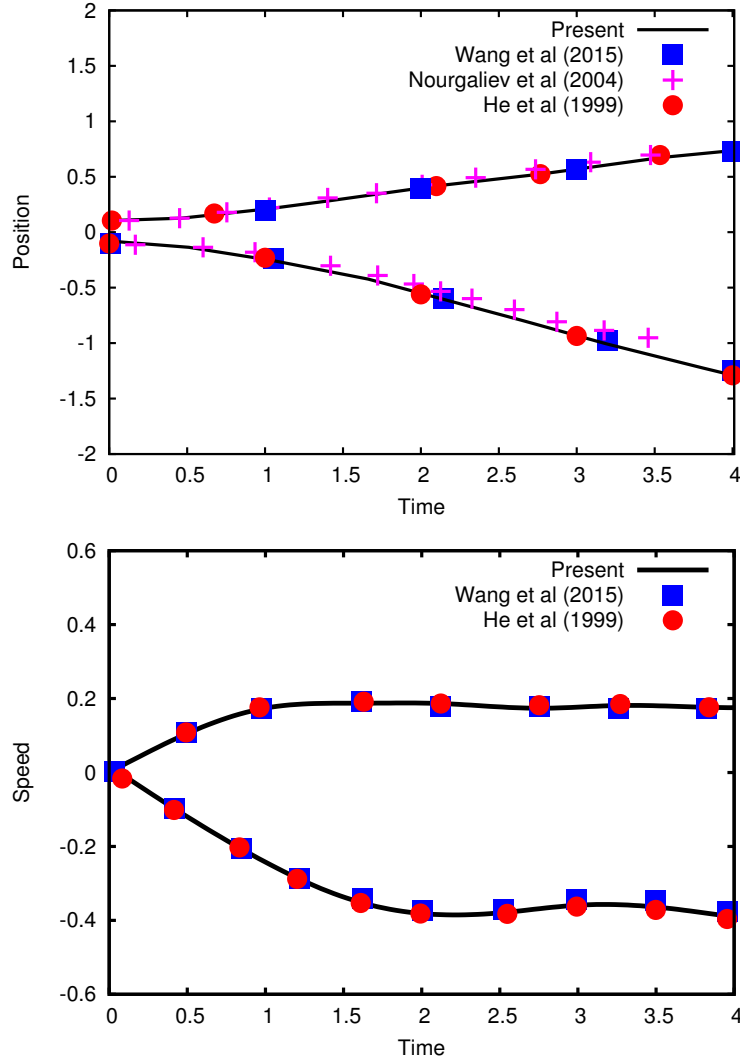 2
1.5
1
0.5
0
-0.5
-1
-1.5
-2
Position
Present
Wang et al (2015)
Nourgaliev et al (2004)
He et al (1999)
0 0.5 1 1.5 2 2.5 3 3.5 4
Time
0.6
0.4
0.2
0
-0.2
-0.4
-0.6
Speed
Present
Wang et al (2015)
He et al (1999)
0 0.5 1 1.5 2 2.5 3 3.5 4
Time